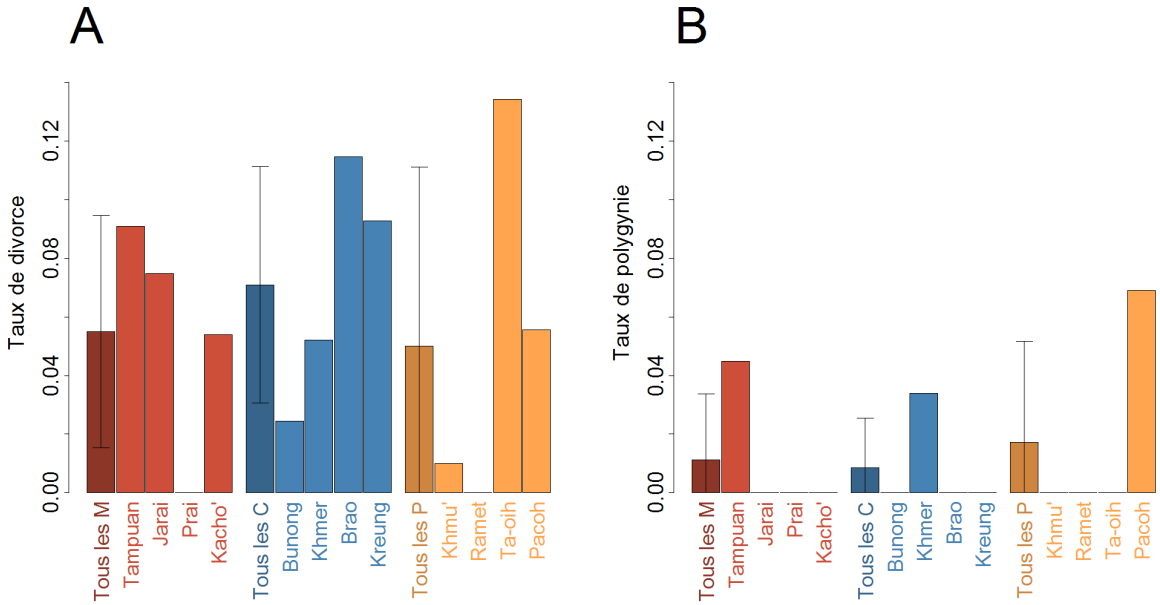 A
Taux de divorce
0.00
0.04
0.08
0.12
Tous les M
Tampuan
Jarai
Prai
Kacho'
Tous les C
Bunong
Khmer
Brao
Kreung
Tous les P
Khmu'
Ramet
Ta-oih
Pacoh
B
Taux de polygynie
0.00
0.04
0.08
0.12
Tous les M
Tampuan
Jarai
Prai
Kacho'
Tous les C
Bunong
Khmer
Brao
Kreung
Tous les P
Khmu'
Ramet
Ta-oih
Pacoh